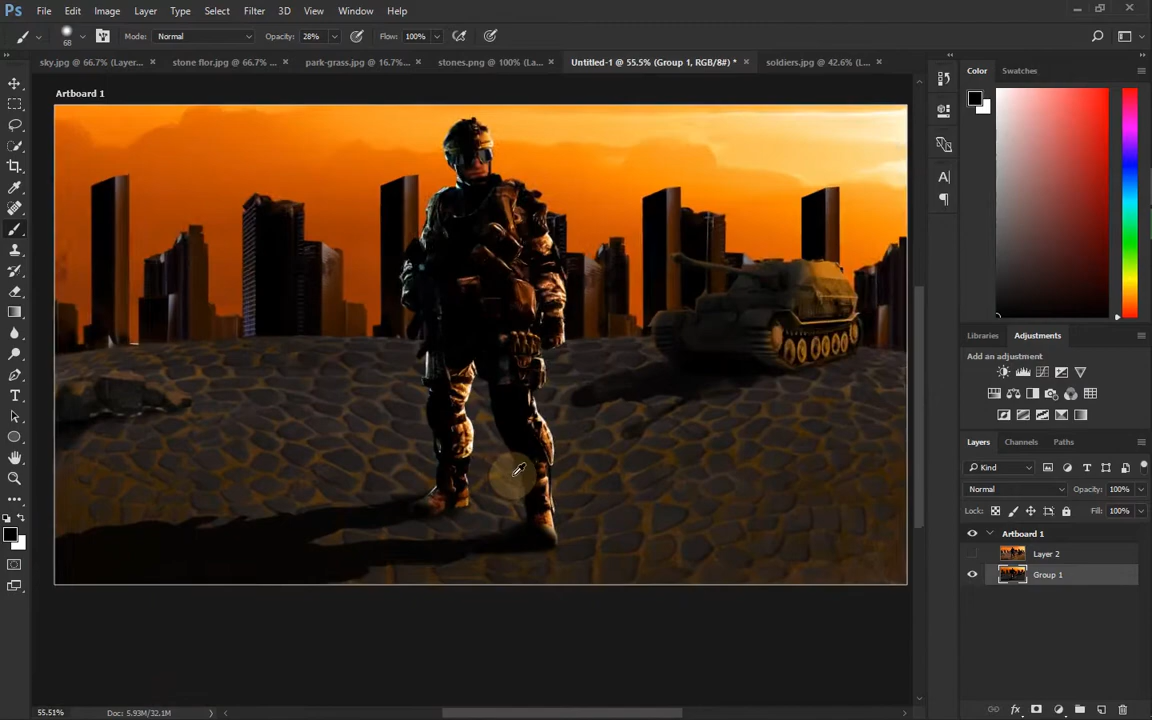 Ps File Edit Image Layer Type Select Filter 3D View Window Help
68 Mode: Normal Opacity: 28% Flow: 100%
sky.jpg @ 66.7% (Layer... × stone flor.jpg @ 66.7% ... × park-grass.jpg @ 16.7%... × stones.png @ 100% (La... × Untitled-1 @ 55.5% (Group 1, RGB/8#) * × soldiers.jpg @ 42.6% (L... ×
Artboard 1
Color Swatches
A
Libraries Adjustments
Add an adjustment
Layers Channels Paths
Kind
Normal Opacity: 100%
Lock: Fill: 100%
Artboard 1
Layer 2
Group 1
fx
55.51% Doc: 5.93M/32.1M